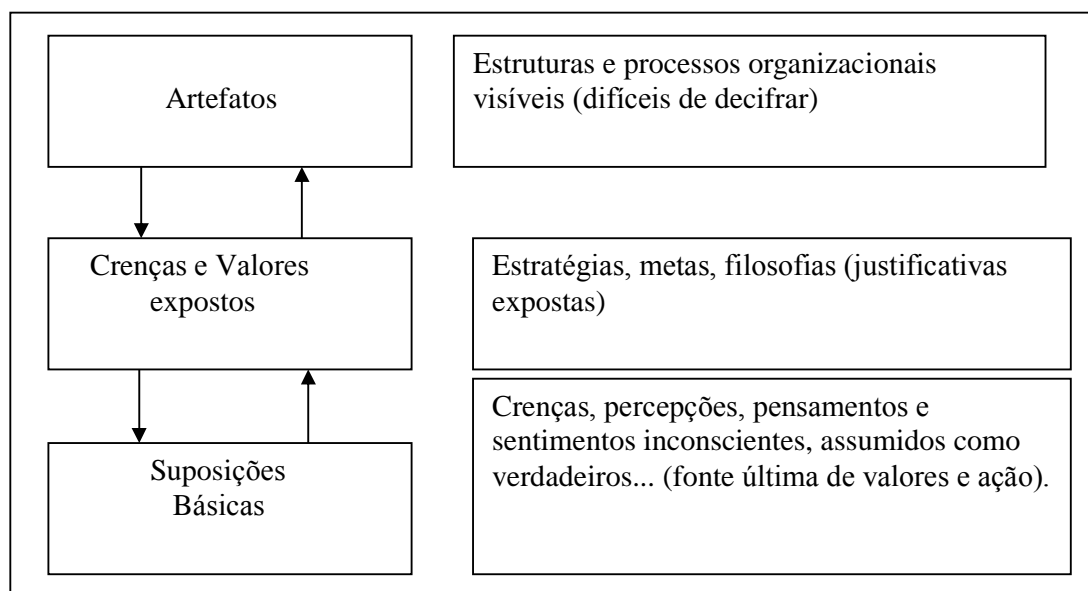 Artefatos
Estruturas e processos organizacionais
visíveis (difíceis de decifrar)
Crenças e Valores
expostos
Estratégias, metas, filosofias (justificativas
expostas)
Suposições
Básicas
Crenças, percepções, pensamentos e
sentimentos inconscientes, assumidos como
verdadeiros... (fonte última de valores e ação).